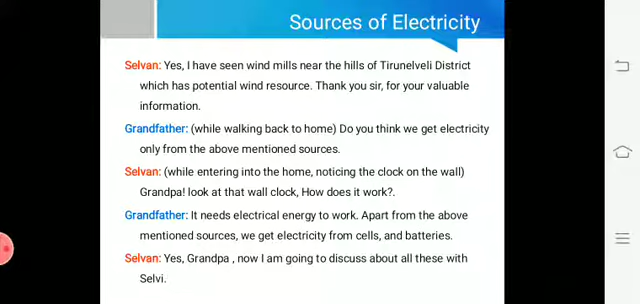 Sources of Electricity
Selvan: Yes, I have seen wind mills near the hills of Tirunelveli District
which has potential wind resource. Thank you sir, for your valuable
information.
Grandfather: (while walking back to home) Do you think we get electricity
only from the above mentioned sources.
Selvan: (while entering into the home, noticing the clock on the wall)
Grandpa! look at that wall clock, How does it work?.
Grandfather: It needs electrical energy to work. Apart from the above
mentioned sources, we get electricity from cells, and batteries.
Selvan: Yes, Grandpa , now I am going to discuss about all these with
Selvi.